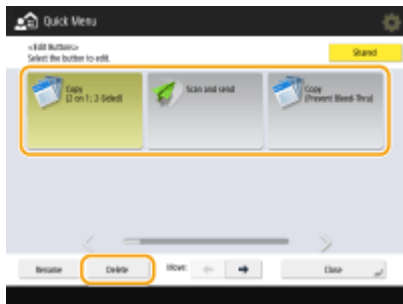 Quick Menu
<Edit Buttons>
Select the button to edit.
Shared
Copy
(2 on 1: 2-Sided)
Scan and send
Copy
(Prevent Bleed-Thru)
Rename
Delete
Move:
Close